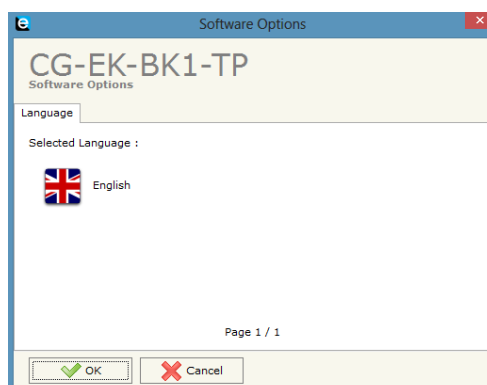 Software Options
CG-EK-BK1-TP
Software Options
Language
Selected Language :
English
Page 1 / 1
OK
Cancel